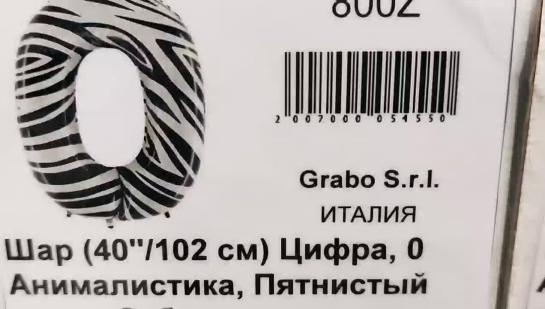 8002
2 007000 054550
Grabo S.r.l.
ИТАЛИЯ
Шар (40"/102 см) Цифра, 0
Анималистика, Пятнистый